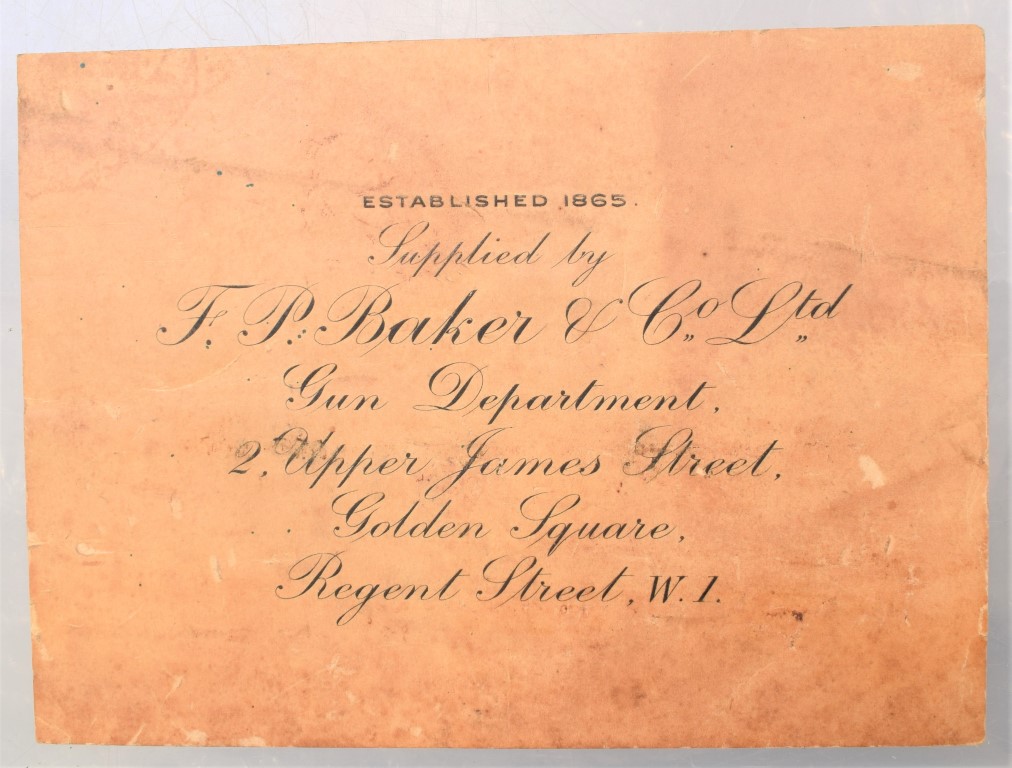 ESTABLISHED 1865.
Supplied by
F. P. Baker & Co. Ltd
Gun Department,
2, Upper James Street,
Golden Square,
Regent Street, W.1.